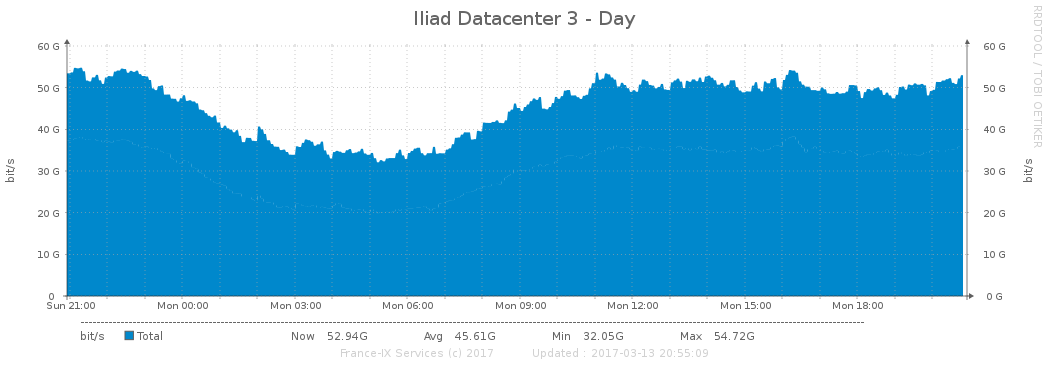 Iliad Datacenter 3 - Day
RRDTOOL / TOBI OETIKER
60 G 60 G
50 G 50 G
40 G 40 G
30 G 30 G
20 G 20 G
10 G 10 G
0 0 G
bit/s bit/s
Sun 21:00 Mon 00:00 Mon 03:00 Mon 06:00 Mon 09:00 Mon 12:00 Mon 15:00 Mon 18:00
bit/s Total Now 52.94G Avg 45.61G Min 32.05G Max 54.72G
France-IX Services (c) 2017 Updated : 2017-03-13 20:55:09